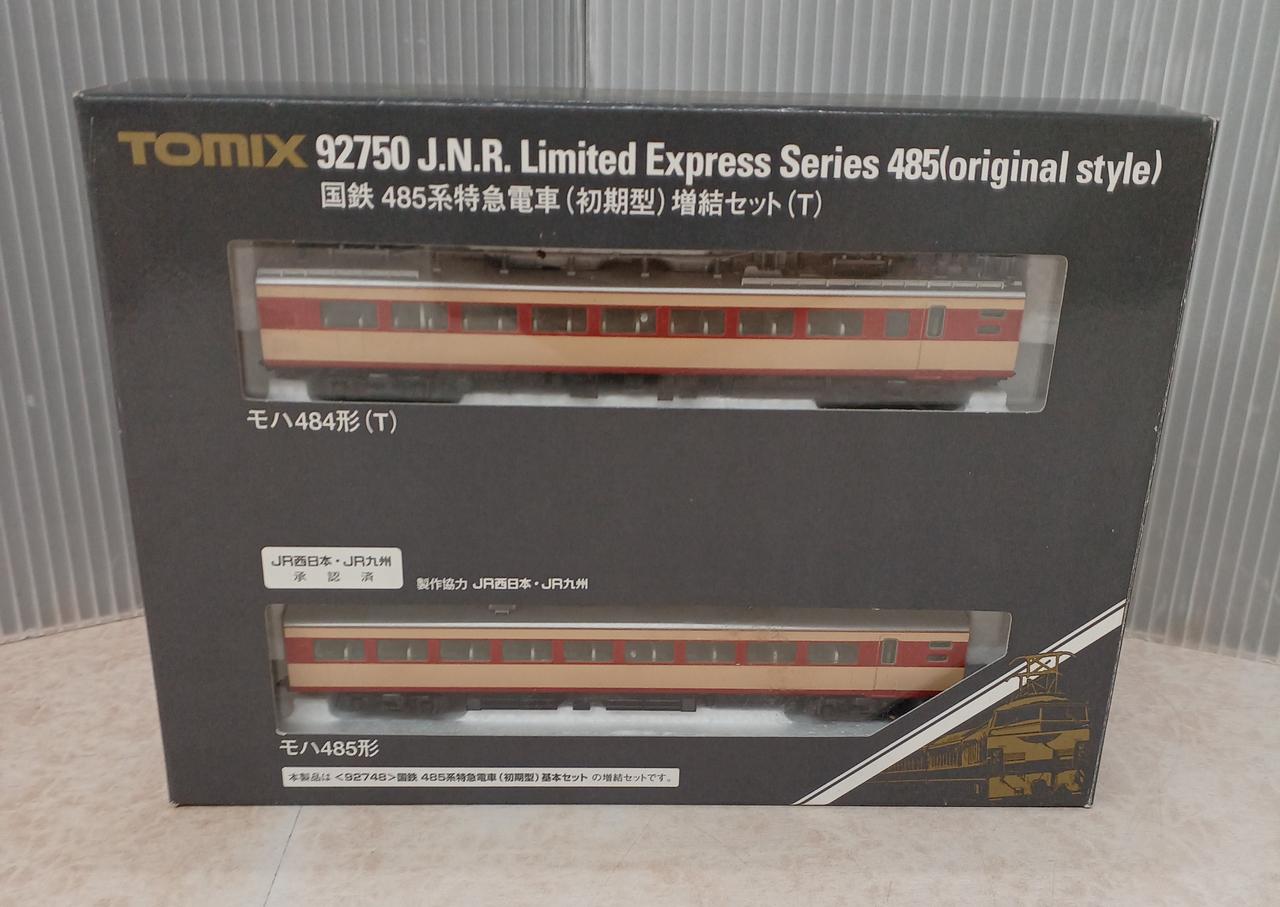 TOMIX 92750 J.N.R. Limited Express Series 485(original style)
国鉄 485系特急電車(初期型)増結セット(T)
モハ484形(T)
JR西日本・JR九州
承認済
製作協力 JR西日本・JR九州
モハ485形
本製品は<92748>国鉄 485系特急電車(初期型)基本セット の増結セットです。